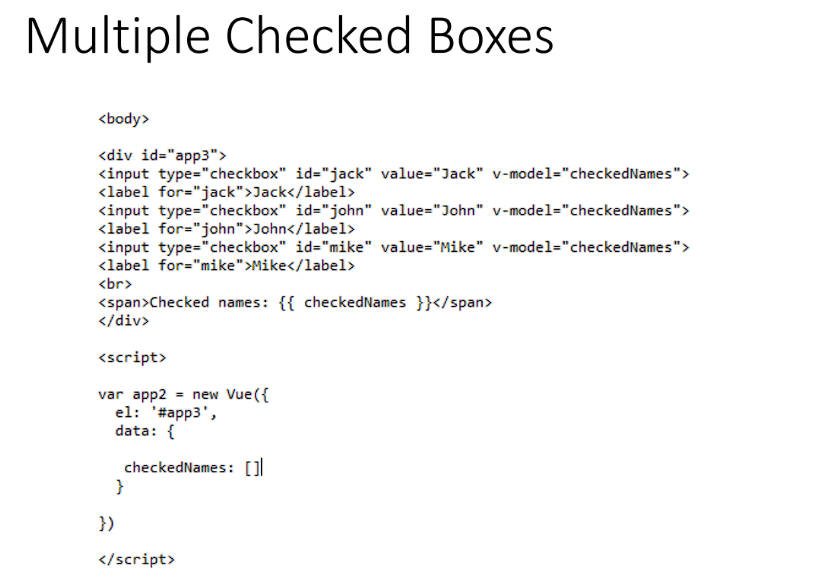 Multiple Checked Boxes
<body>
<div id="app3">
<input type="checkbox" id="jack" value="Jack" v-model="checkedNames">
<label for="jack">Jack</label>
<input type="checkbox" id="john" value="John" v-model="checkedNames">
<label for="john">John</label>
<input type="checkbox" id="mike" value="Mike" v-model="checkedNames">
<label for="mike">Mike</label>
<br>
<span>Checked names: {{ checkedNames }}</span>
</div>
<script>
var app2 = new Vue({
el: '#app3',
data: {
checkedNames: []
}
})
</script>